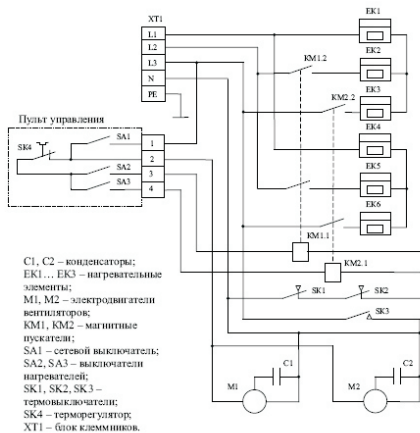 XT1
L1
L2
L3
N
PE
EK1
EK2
EK3
EK4
EK5
EK6
KM1.2
KM2.2
Пульт управления
SK4
SA1
SA2
SA3
1
2
3
4
KM1.1
KM2.1
SK1
SK2
SK3
C1
C2
M1
M2
C1, C2 – конденсаторы;
EK1... EK3 – нагревательные
элементы;
M1, M2 – электродвигатели
вентиляторов;
KM1, KM2 – магнитные
пускатели;
SA1 – сетевой выключатель;
SA2, SA3 – выключатели
нагревателей;
SK1, SK2, SK3 –
термовыключатели;
SK4 – терморегулятор;
XT1 – блок клеммников.